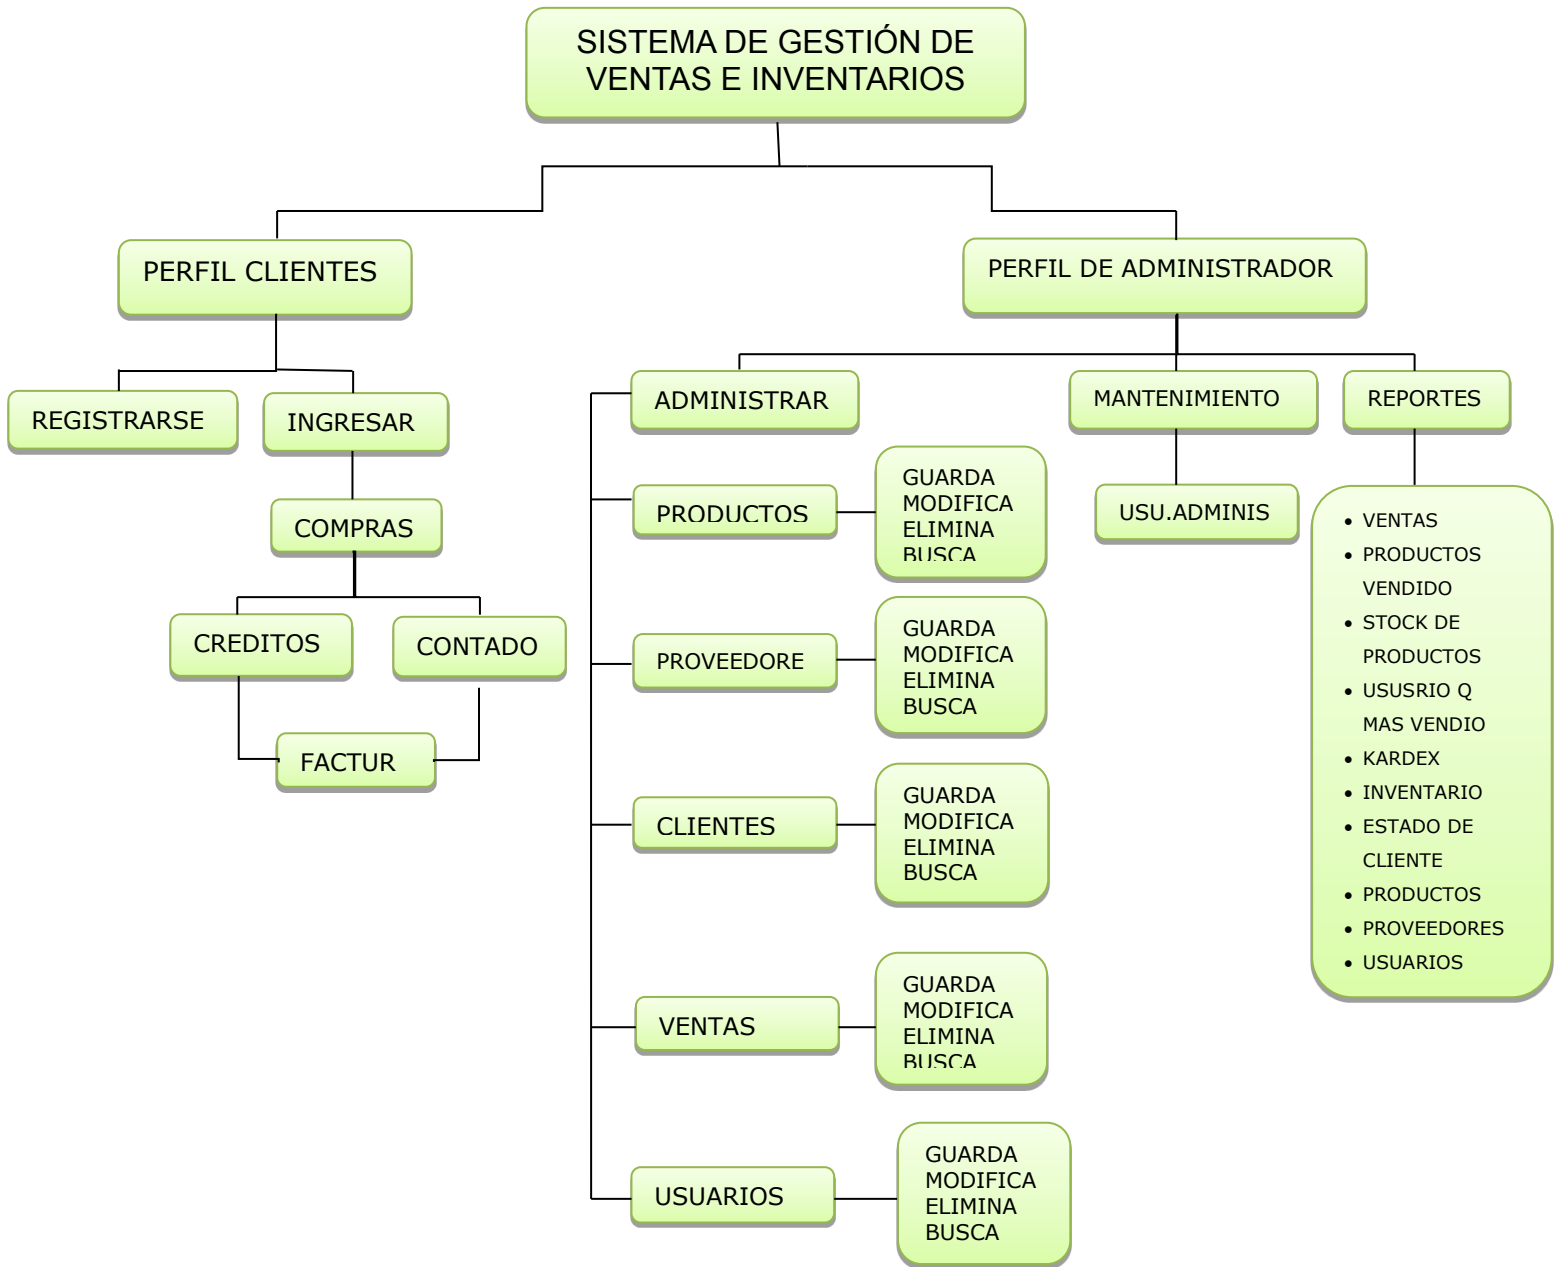 SISTEMA DE GESTIÓN DE
VENTAS E INVENTARIOS
PERFIL CLIENTES
PERFIL DE ADMINISTRADOR
REGISTRARSE
INGRESAR
COMPRAS
CREDITOS
CONTADO
FACTUR
ADMINISTRAR
MANTENIMIENTO
REPORTES
PRODUCTOS
GUARDA
MODIFICA
ELIMINA
BUSCA
PROVEEDORE
GUARDA
MODIFICA
ELIMINA
BUSCA
CLIENTES
GUARDA
MODIFICA
ELIMINA
BUSCA
VENTAS
GUARDA
MODIFICA
ELIMINA
BUSCA
USUARIOS
GUARDA
MODIFICA
ELIMINA
BUSCA
USU.ADMINIS
• VENTAS
• PRODUCTOS
VENDIDO
• STOCK DE
PRODUCTOS
• USUSRIO Q
MAS VENDIO
• KARDEX
• INVENTARIO
• ESTADO DE
CLIENTE
• PRODUCTOS
• PROVEEDORES
• USUARIOS